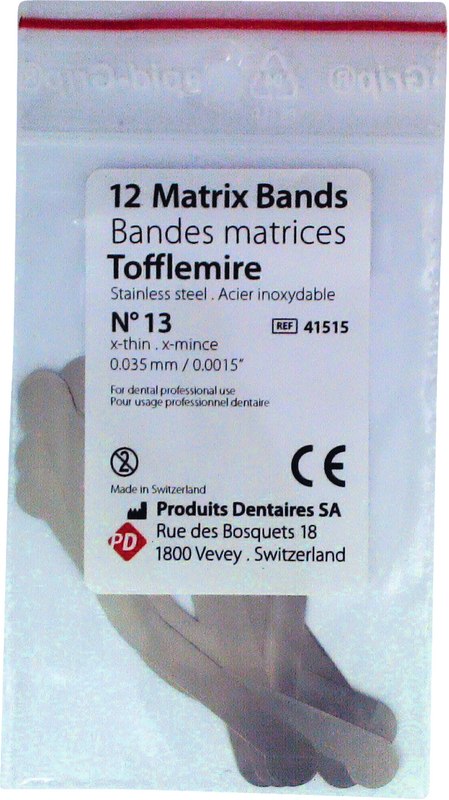 12 Matrix Bands
Bandes matrices
Tofflemire
Stainless steel . Acier inoxydable
N° 13
REF 41515
x-thin . x-mince
0.035 mm / 0.0015”
For dental professional use
Pour usage professionnel dentaire
2
CE
Made in Switzerland
Produits Dentaires SA
PD
Rue des Bosquets 18
1800 Vevey . Switzerland